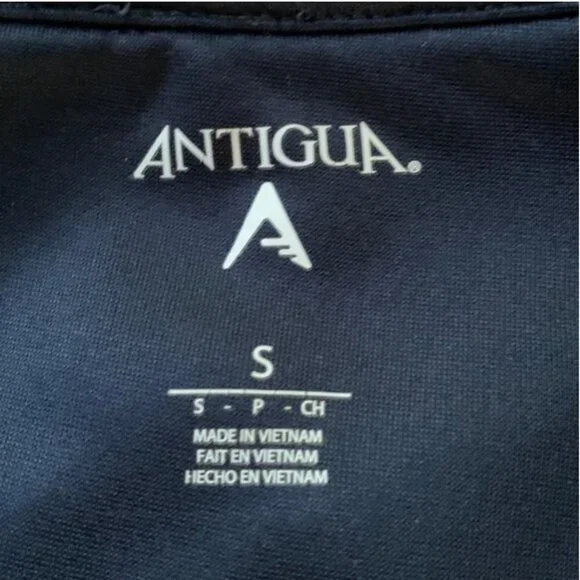 ANTIGUA®
S
S - P - CH
MADE IN VIETNAM
FAIT EN VIETNAM
HECHO EN VIETNAM